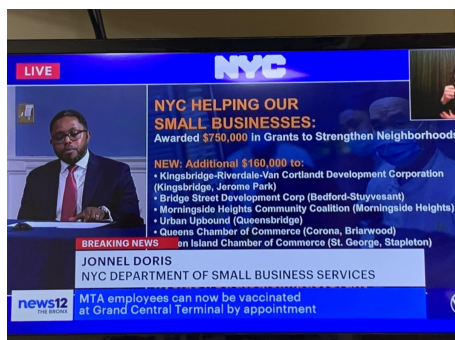 LIVE
NYC
NYC HELPING OUR
SMALL BUSINESSES:
Awarded $750,000 in Grants to Strengthen Neighborhoods
NEW: Additional $160,000 to:
• Kingsbridge-Riverdale-Van Cortlandt Development Corporation
(Kingsbridge, Jerome Park)
• Bridge Street Development Corp (Bedford-Stuyvesant)
• Morningside Heights Community Coalition (Morningside Heights)
• Urban Upbound (Queensbridge)
• Queens Chamber of Commerce (Corona, Briarwood)
Island Chamber of Commerce (St. George, Stapleton)
BREAKING NEWS
JONNEL DORIS
NYC DEPARTMENT OF SMALL BUSINESS SERVICES
news12
THE BRONX
MTA employees can now be vaccinated
at Grand Central Terminal by appointment